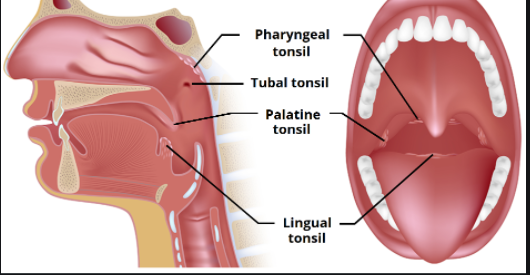 Pharyngeal
tonsil
Tubal tonsil
Palatine
tonsil
Lingual
tonsil